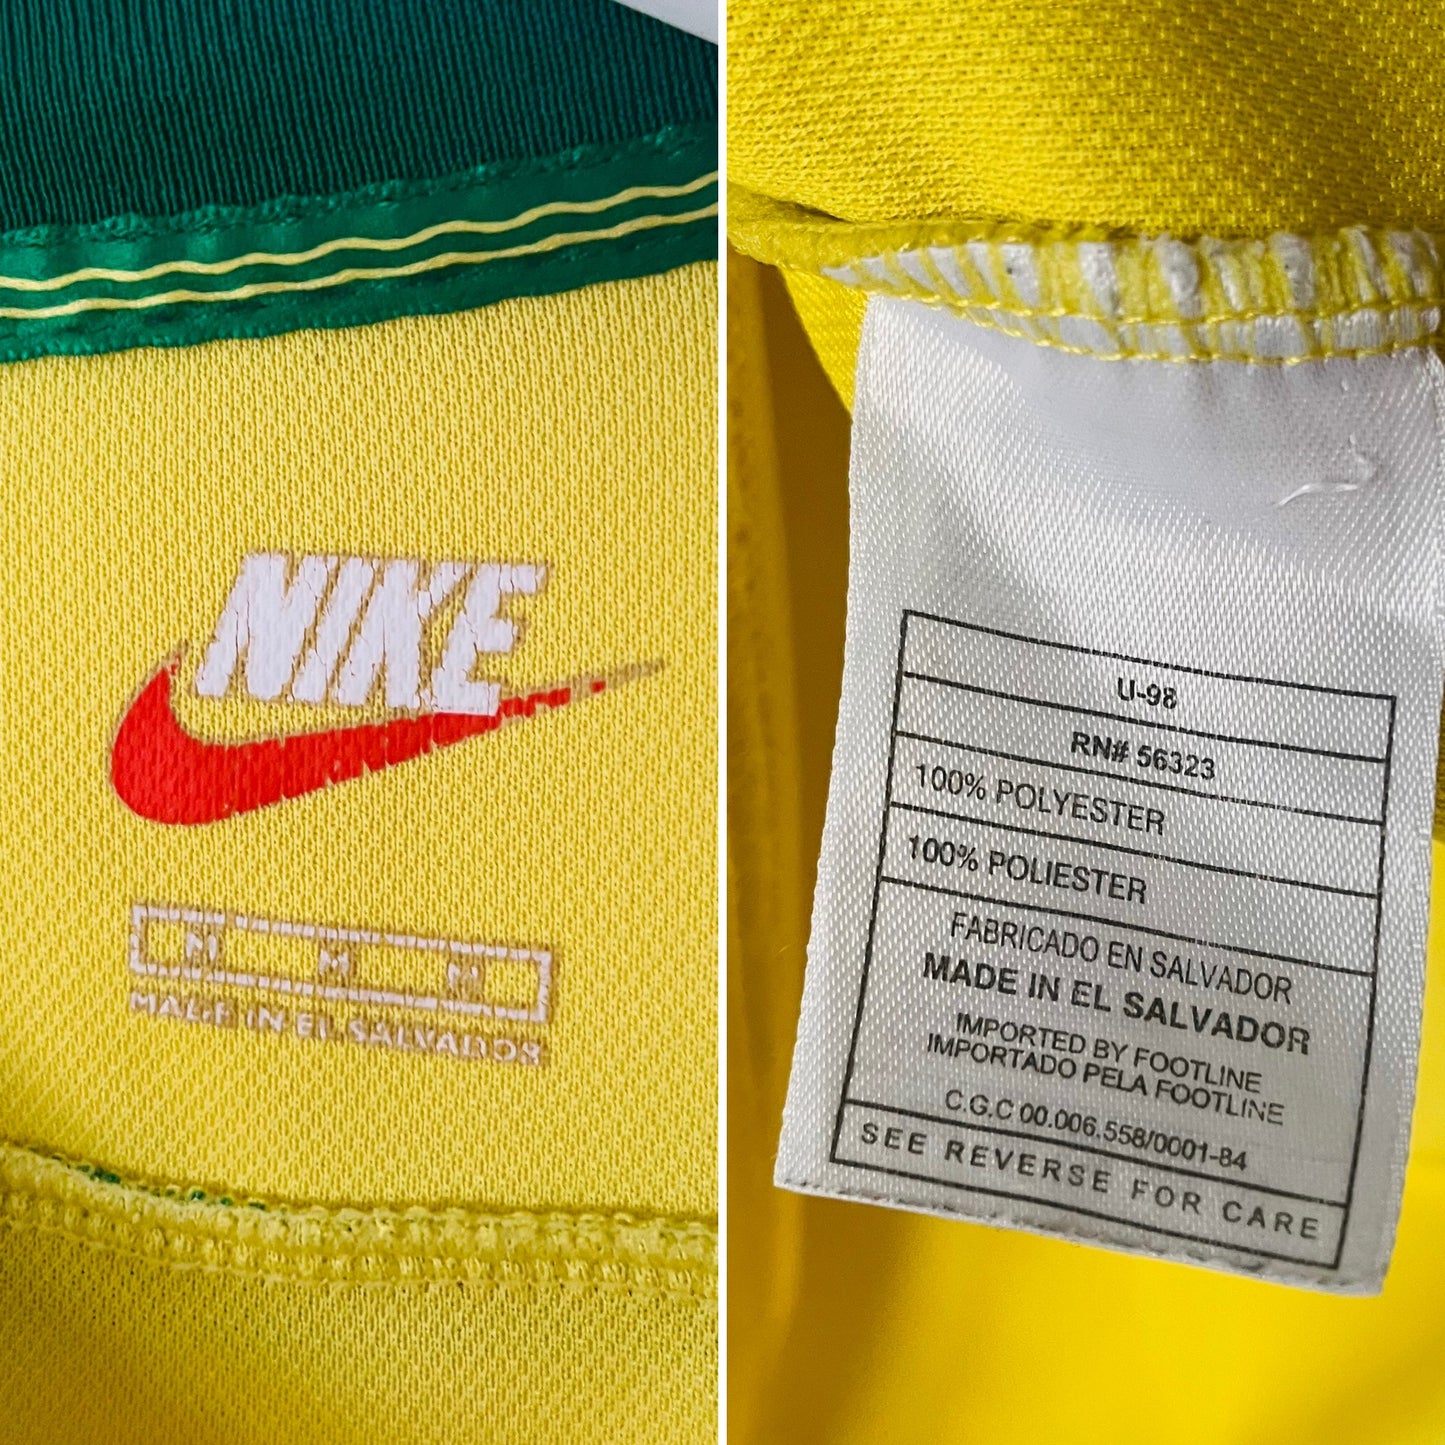 NIKE
M M M
MADE IN EL SALVADOR
U-98
RN# 56323
100% POLYESTER
100% POLIESTER
FABRICADO EN SALVADOR
MADE IN EL SALVADOR
IMPORTED BY FOOTLINE
IMPORTADO PELA FOOTLINE
C.G.C 00.006.558/0001-84
SEE REVERSE FOR CARE